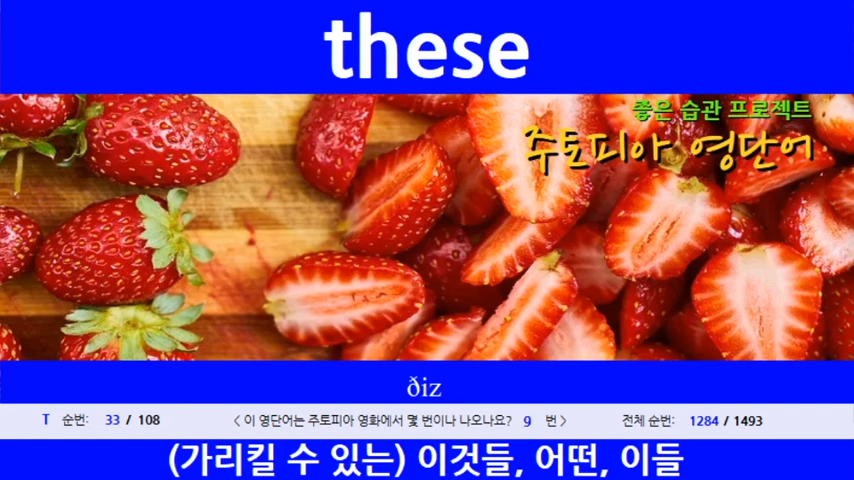 these
좋은 습관 프로젝트
주토피아 영단어
ðiz
T 순번: 33 / 108 < 이 영단어는 주토피아 영화에서 몇 번이나 나오나요? 9 번 > 전체 순번: 1284 / 1493
(가리킬 수 있는) 이것들, 어떤, 이들